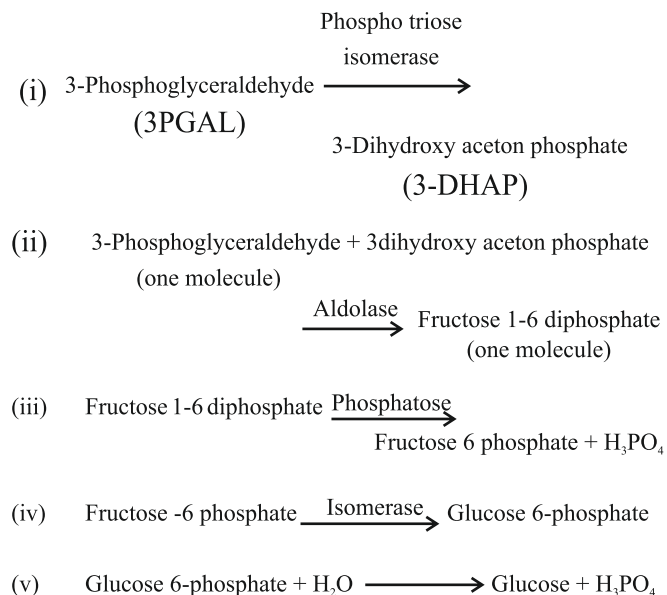 Phospho triose
isomerase
(i) 3-Phosphoglyceraldehyde
(3PGAL)
3-Dihydroxy aceton phosphate
(3-DHAP)
(ii) 3-Phosphoglyceraldehyde + 3dihydroxy aceton phosphate
(one molecule)
Aldolase
Fructose 1-6 diphosphate
(one molecule)
(iii) Fructose 1-6 diphosphate Phosphatose
Fructose 6 phosphate + H₃PO₄
(iv) Fructose -6 phosphate Isomerase Glucose 6-phosphate
(v) Glucose 6-phosphate + H₂O Glucose + H₃PO₄